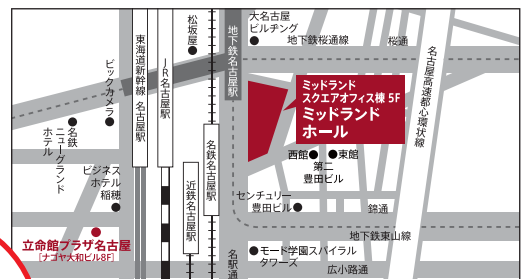 松坂屋
大名古屋
ビルヂング
地下鉄桜通線
桜通
東海道新幹線 名古屋駅
JR名古屋駅
地下鉄名古屋駅
名古屋高速都心環状線
ビックカメラ
ミッドランド
スクエアオフィス棟 5F
ミッドランド
ホール
ニューグランド
ホテル
名鉄名古屋駅
西館
東館
第二
豊田ビル
ビジネス
ホテル
稲穂
近鉄名古屋駅
センチュリー
豊田ビル
錦通
立命館プラザ名古屋
[ナゴヤ大和ビル8F]
地下鉄東山線
名駅通
モード学園スパイラル
タワーズ
広小路通